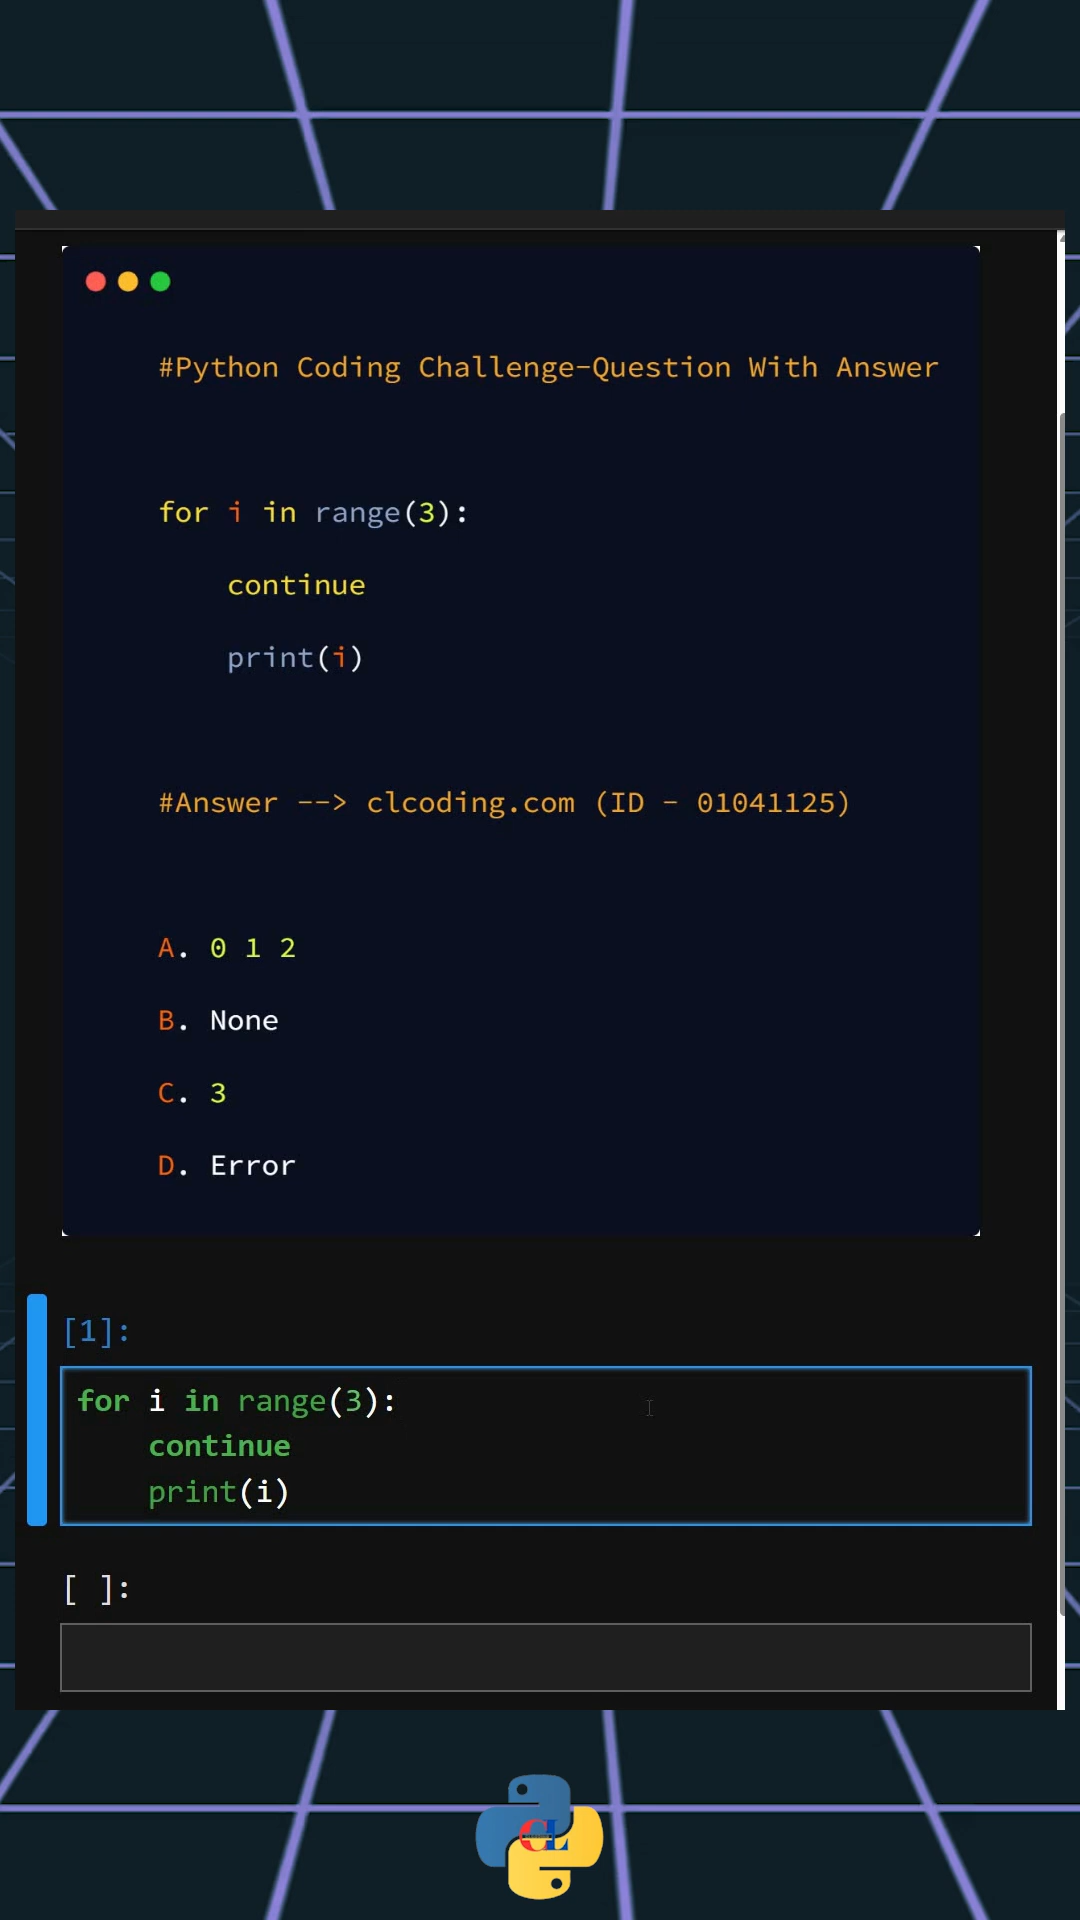 #Python Coding Challenge-Question With Answer
for i in range(3):
    continue
    print(i)
#Answer --> clcoding.com (ID - 01041125)
A. 0 1 2
B. None
C. 3
D. Error
[1]:
for i in range(3):
    continue
    print(i)
[ ]:
CL